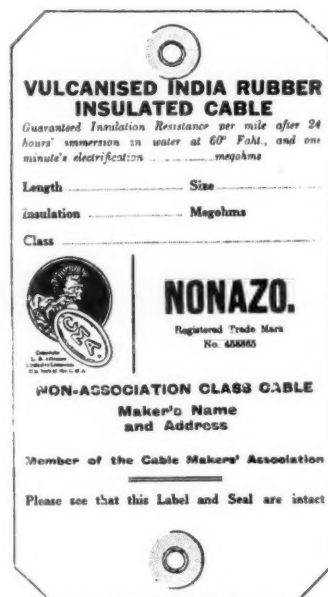 VULCANISED INDIA RUBBER
INSULATED CABLE
Guaranteed Insulation Resistance per mile after 24
hours' immersion in water at 60° Faht., and one
minute's electrification ............ megohms
Length ............ Size ............
Insulation ............ Megohms
Class ............
C.M.A.
NONAZO.
Registered Trade Mark
No. 458865
Copyright
NON-ASSOCIATION CLASS CABLE
Maker's Name
and Address
Member of the Cable Makers' Association
Please see that this Label and Seal are intact